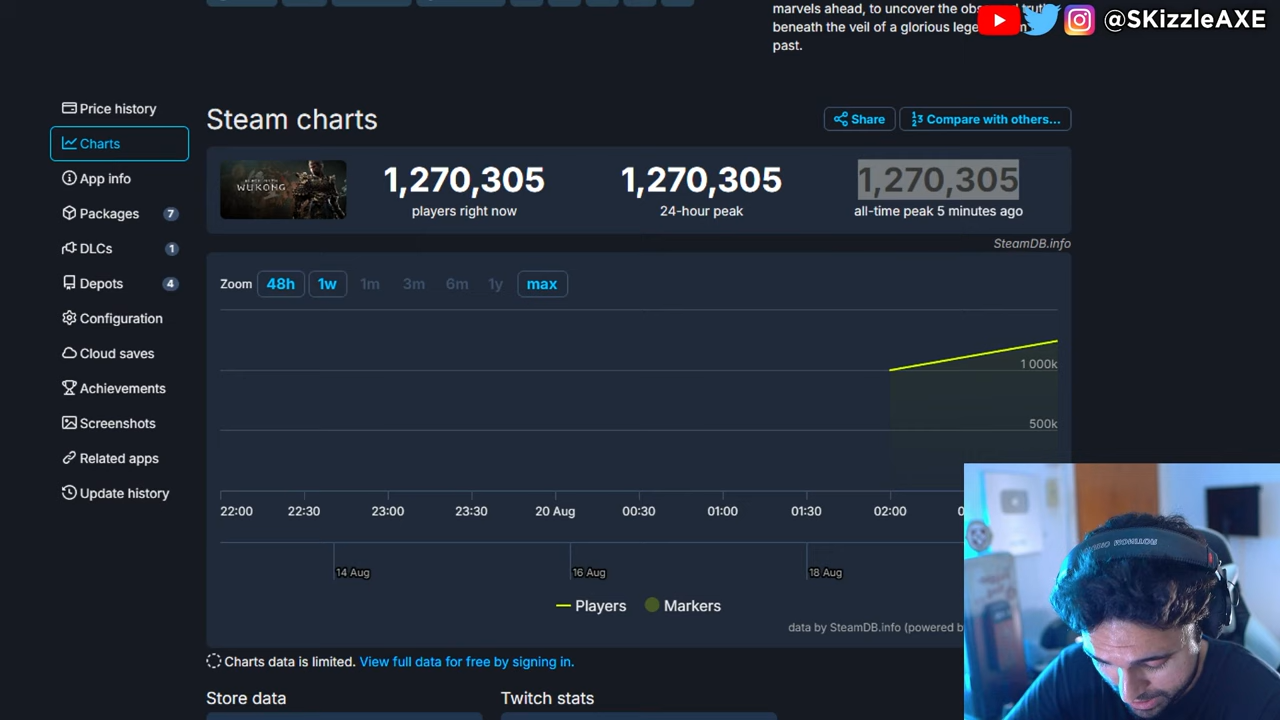 marvels ahead, to uncover the
beneath the veil of a glorious
past.
@SKizzleAXE
Price history
Charts
App info
Packages 7
DLCs 1
Depots 4
Configuration
Cloud saves
Achievements
Screenshots
Related apps
Update history
Steam charts
Share
Compare with others...
WUKONG
1,270,305
players right now
1,270,305
24-hour peak
1,270,305
all-time peak 5 minutes ago
SteamDB.info
Zoom 48h 1w 1m 3m 6m 1y max
1 000k
500k
22:00 22:30 23:00 23:30 20 Aug 00:30 01:00 01:30 02:00
14 Aug 16 Aug 18 Aug
Players Markers
data by SteamDB.info (powered
Charts data is limited. View full data for free by signing in.
Store data
Twitch stats